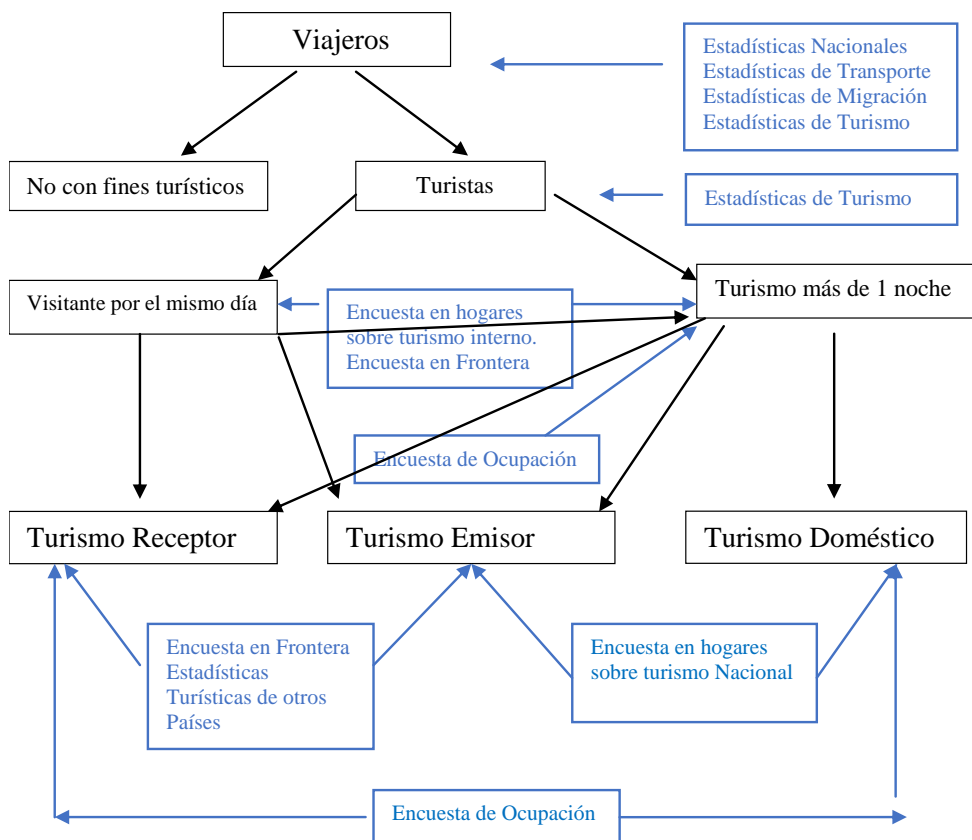 Viajeros
Estadísticas Nacionales
Estadísticas de Transporte
Estadísticas de Migración
Estadísticas de Turismo
No con fines turísticos
Turistas
Estadísticas de Turismo
Visitante por el mismo día
Encuesta en hogares
sobre turismo interno.
Encuesta en Frontera
Turismo más de 1 noche
Encuesta de Ocupación
Turismo Receptor
Turismo Emisor
Turismo Doméstico
Encuesta en Frontera
Estadísticas
Turísticas de otros
Países
Encuesta en hogares
sobre turismo Nacional
Encuesta de Ocupación